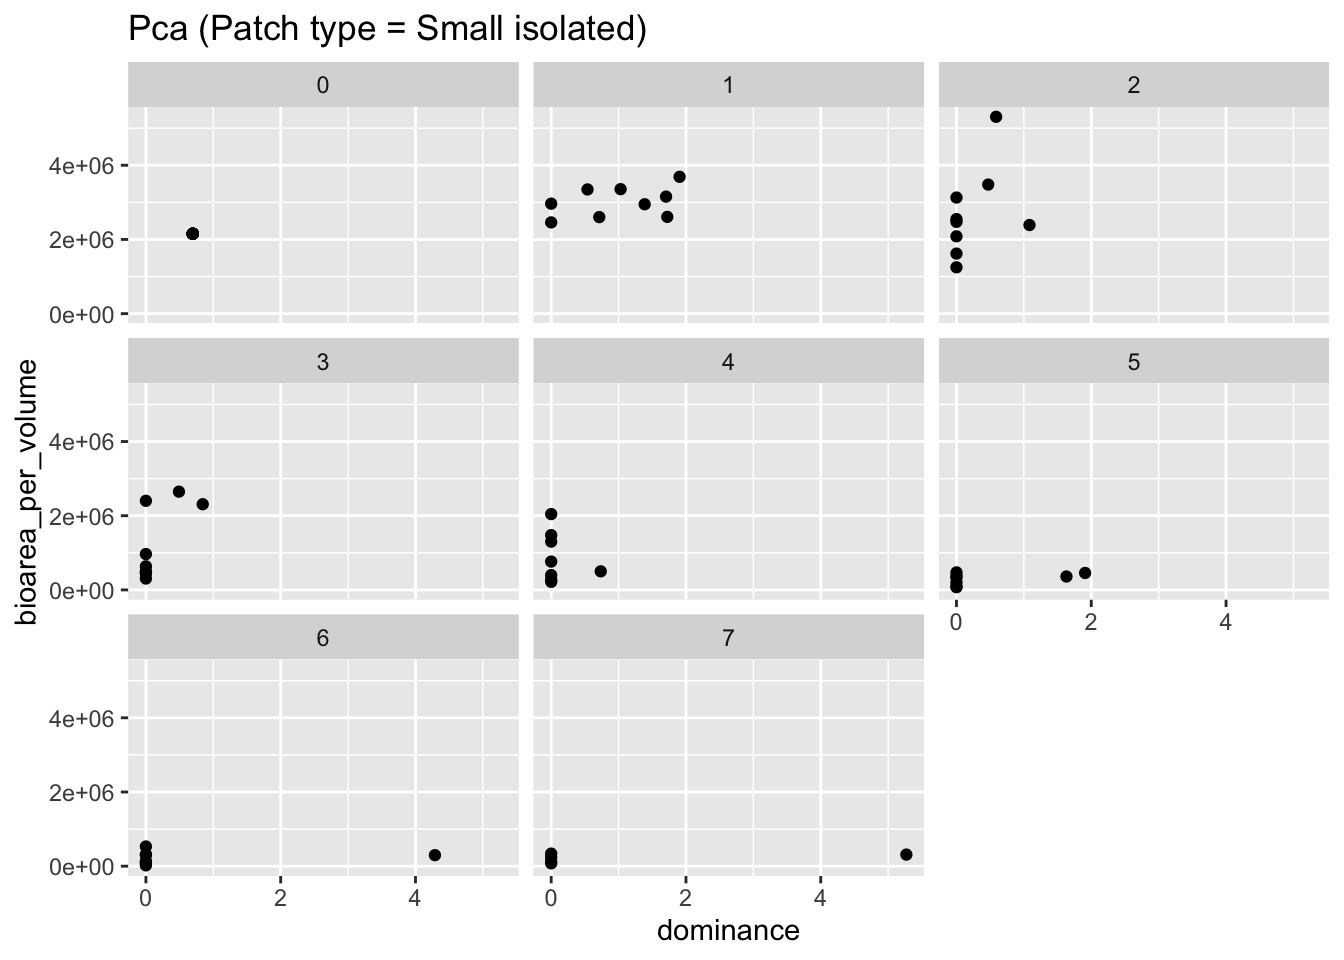 Pca (Patch type = Small isolated)
0
1
2
4e+06
2e+06
0e+00
3
4
5
bioarea_per_volume
4e+06
2e+06
0e+00
0 2 4
6
7
4e+06
2e+06
0e+00
0 2 4
0 2 4
dominance